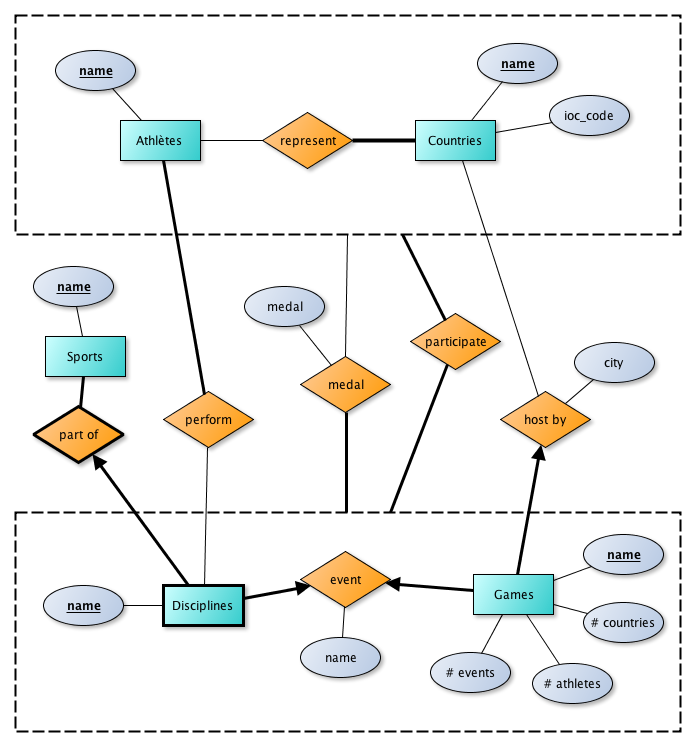 name
name
ioc_code
Athlètes
represent
Countries
name
medal
participate
Sports
city
medal
part of
perform
host by
name
event
Games
name
Disciplines
# countries
name
# events
# athletes